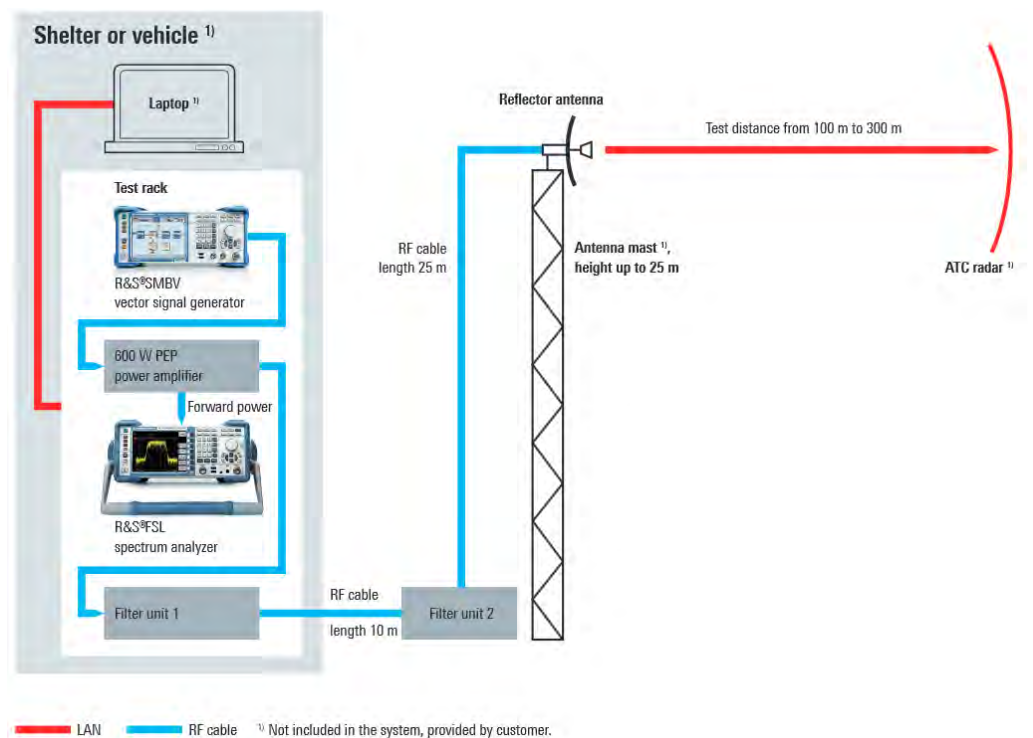 Shelter or vehicle 1)
Laptop 1)
Test rack
R&S®SMBV
vector signal generator
600 W PEP
power amplifier
Forward power
R&S®FSL
spectrum analyzer
Filter unit 1
RF cable
length 10 m
Filter unit 2
RF cable
length 25 m
Reflector antenna
Antenna mast 1),
height up to 25 m
Test distance from 100 m to 300 m
ATC radar 1)
LAN
RF cable
1) Not included in the system, provided by customer.